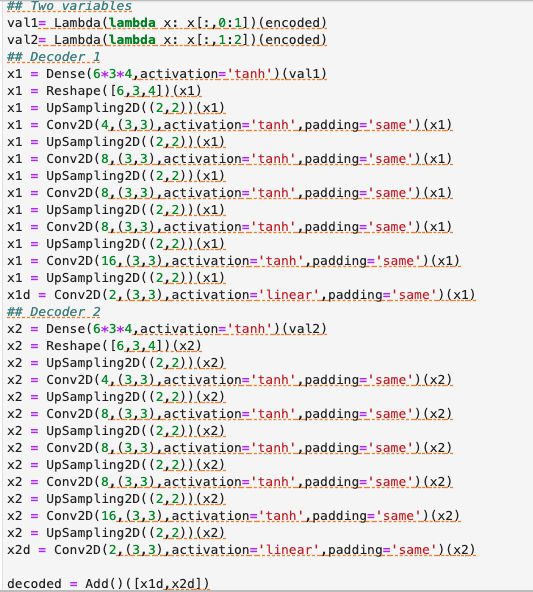 ## Two variables
val1= Lambda(lambda x: x[:,0:1])(encoded)
val2= Lambda(lambda x: x[:,1:2])(encoded)
## Decoder 1
x1 = Dense(6*3*4,activation='tanh')(val1)
x1 = Reshape([6,3,4])(x1)
x1 = UpSampling2D((2,2))(x1)
x1 = Conv2D(4,(3,3),activation='tanh',padding='same')(x1)
x1 = UpSampling2D((2,2))(x1)
x1 = Conv2D(8,(3,3),activation='tanh',padding='same')(x1)
x1 = UpSampling2D((2,2))(x1)
x1 = Conv2D(8,(3,3),activation='tanh',padding='same')(x1)
x1 = UpSampling2D((2,2))(x1)
x1 = Conv2D(8,(3,3),activation='tanh',padding='same')(x1)
x1 = UpSampling2D((2,2))(x1)
x1 = Conv2D(16,(3,3),activation='tanh',padding='same')(x1)
x1 = UpSampling2D((2,2))(x1)
x1d = Conv2D(2,(3,3),activation='linear',padding='same')(x1)
## Decoder 2
x2 = Dense(6*3*4,activation='tanh')(val2)
x2 = Reshape([6,3,4])(x2)
x2 = UpSampling2D((2,2))(x2)
x2 = Conv2D(4,(3,3),activation='tanh',padding='same')(x2)
x2 = UpSampling2D((2,2))(x2)
x2 = Conv2D(8,(3,3),activation='tanh',padding='same')(x2)
x2 = UpSampling2D((2,2))(x2)
x2 = Conv2D(8,(3,3),activation='tanh',padding='same')(x2)
x2 = UpSampling2D((2,2))(x2)
x2 = Conv2D(8,(3,3),activation='tanh',padding='same')(x2)
x2 = UpSampling2D((2,2))(x2)
x2 = Conv2D(16,(3,3),activation='tanh',padding='same')(x2)
x2 = UpSampling2D((2,2))(x2)
x2d = Conv2D(2,(3,3),activation='linear',padding='same')(x2)
decoded = Add()([x1d,x2d])